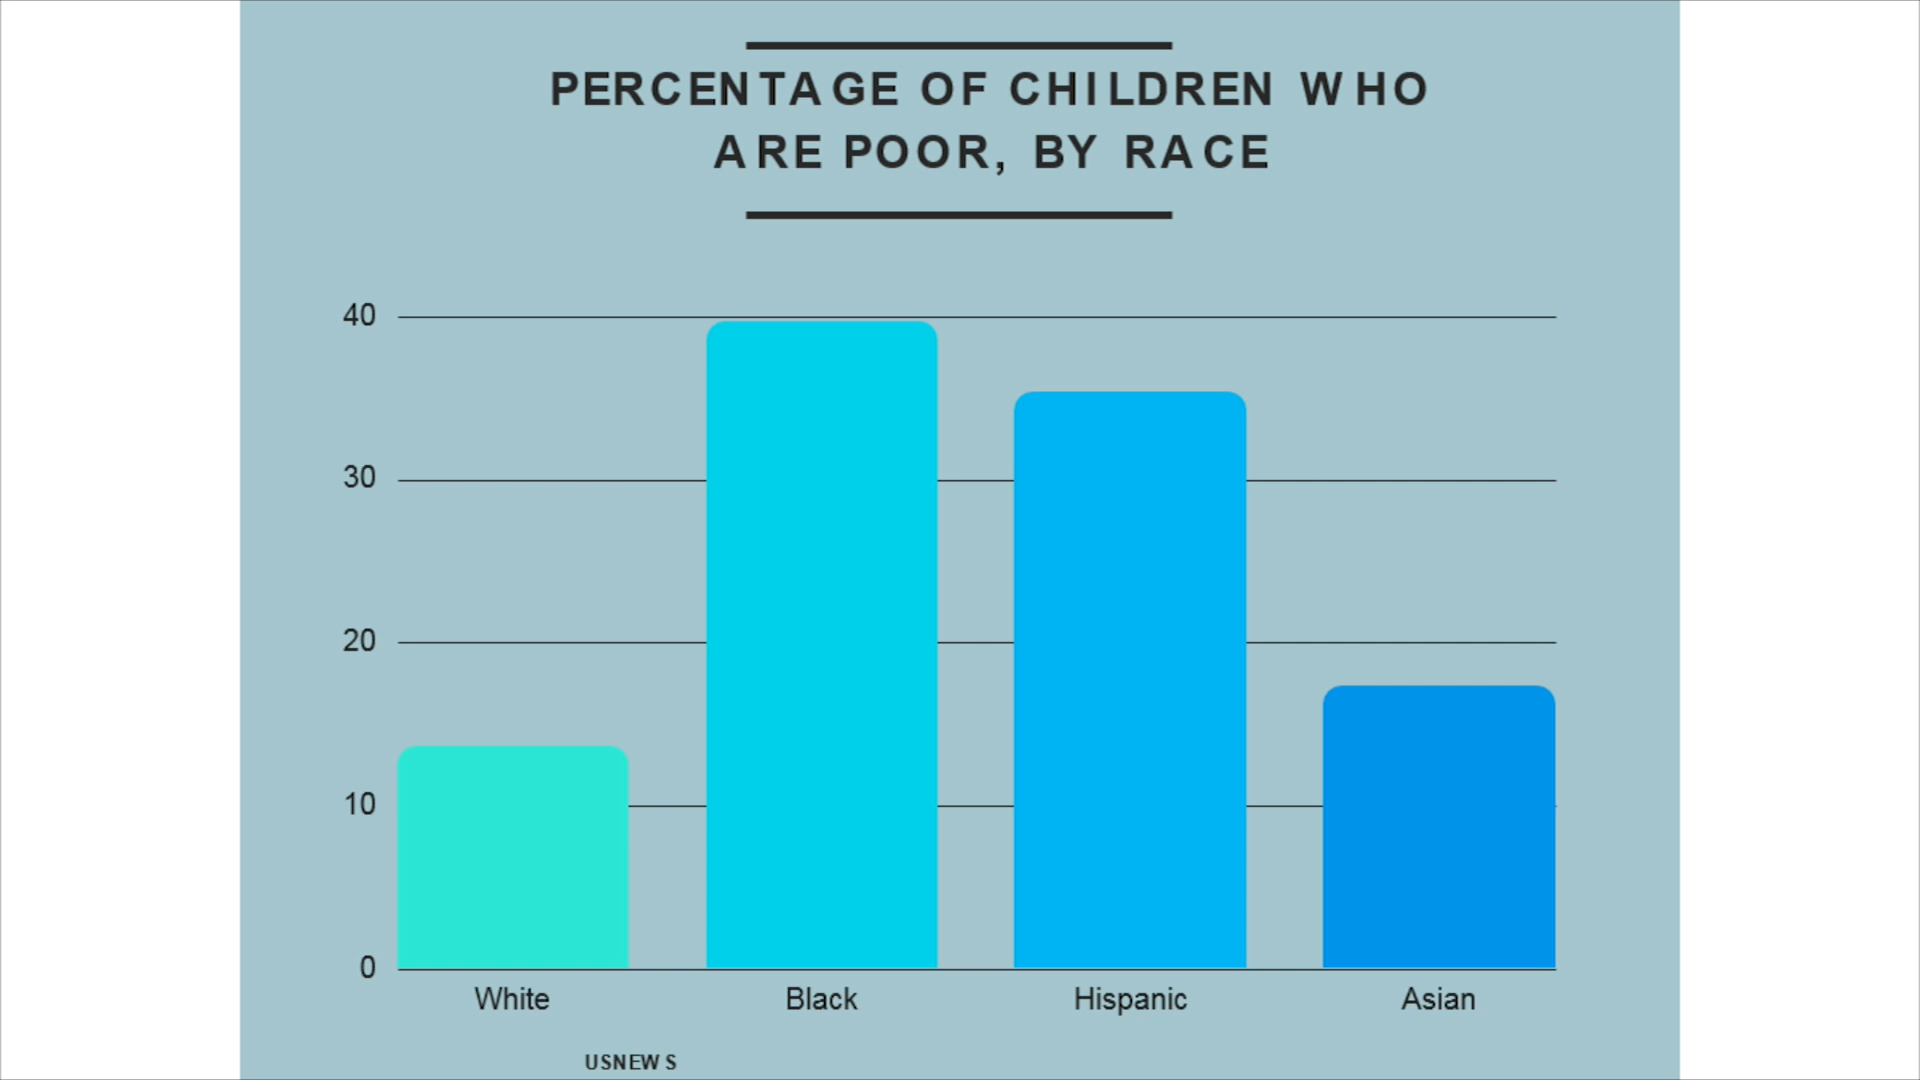 PERCENTAGE OF CHILDREN WHO
ARE POOR, BY RACE
40
30
20
10
0
White Black Hispanic Asian
USNEWS